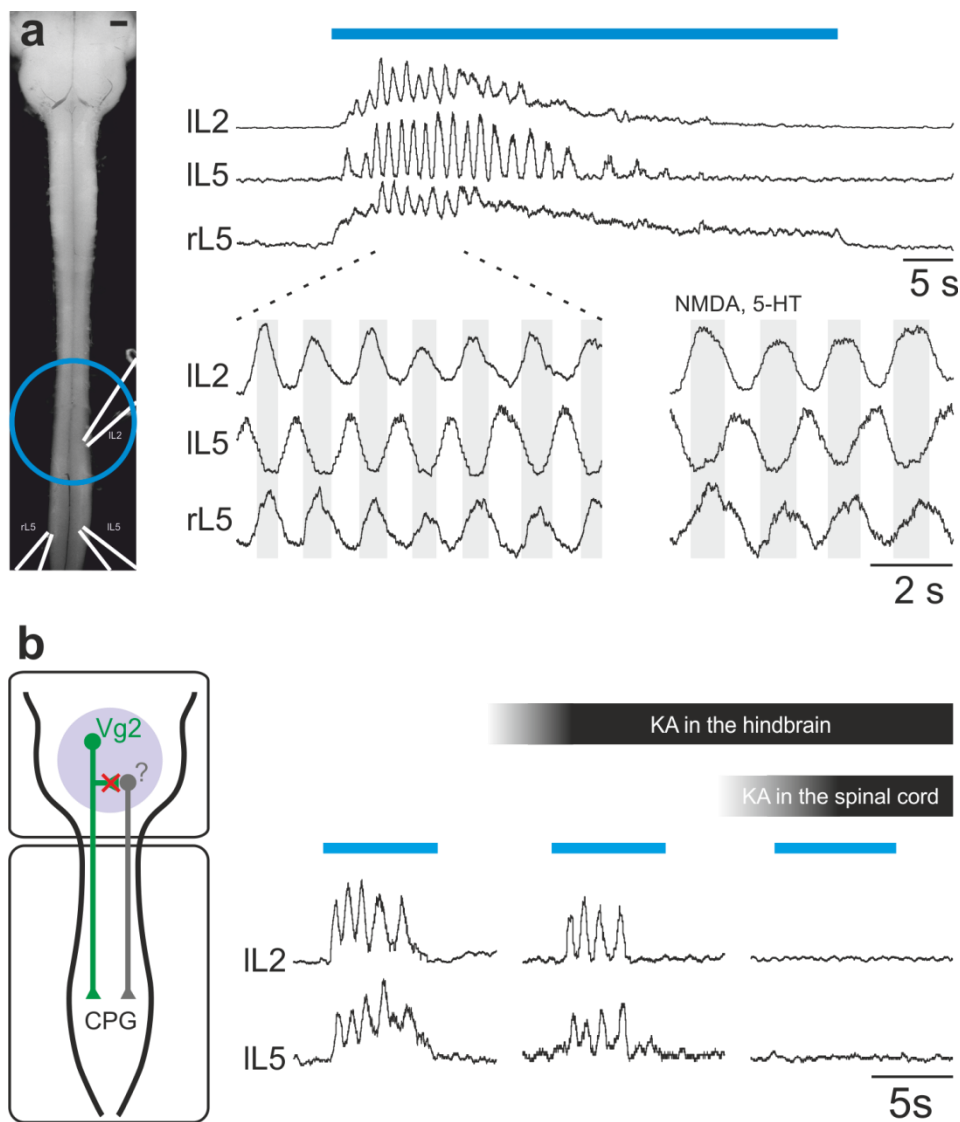 a
lL2
lL5
rL5
5 s
NMDA, 5-HT
lL2
lL5
rL5
2 s
lL2
rL5
lL5
b
Vg2
?
CPG
KA in the hindbrain
KA in the spinal cord
lL2
lL5
5s